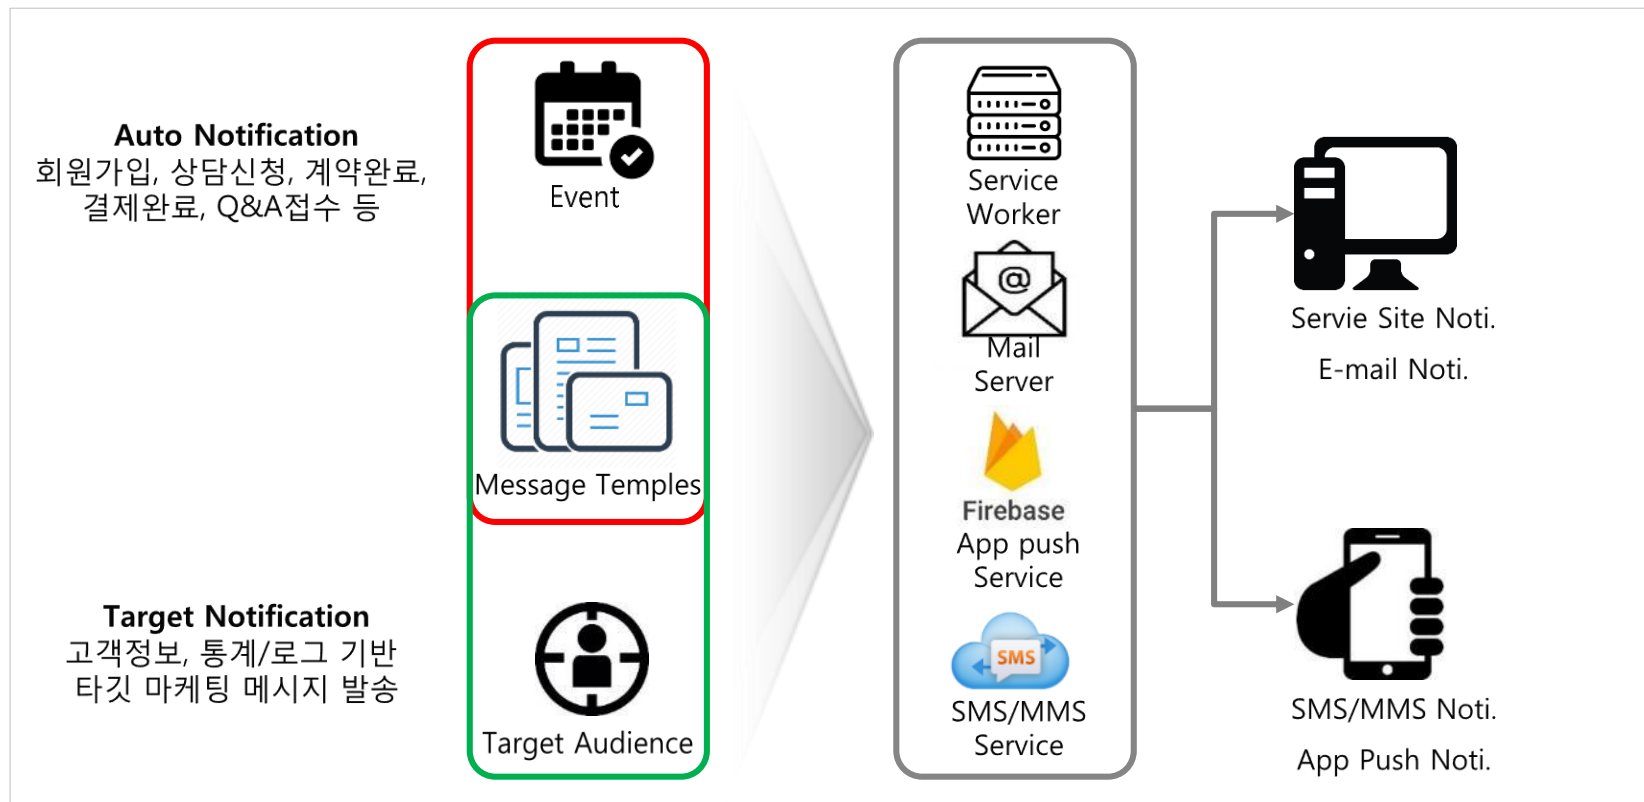 Auto Notification
회원가입, 상담신청, 계약완료,
결제완료, Q&A접수 등
Target Notification
고객정보, 통계/로그 기반
타깃 마케팅 메시지 발송
Event
Message Temples
Target Audience
Service
Worker
@
Mail
Server
Firebase
App push
Service
SMS
SMS/MMS
Service
Servie Site Noti.
E-mail Noti.
SMS/MMS Noti.
App Push Noti.